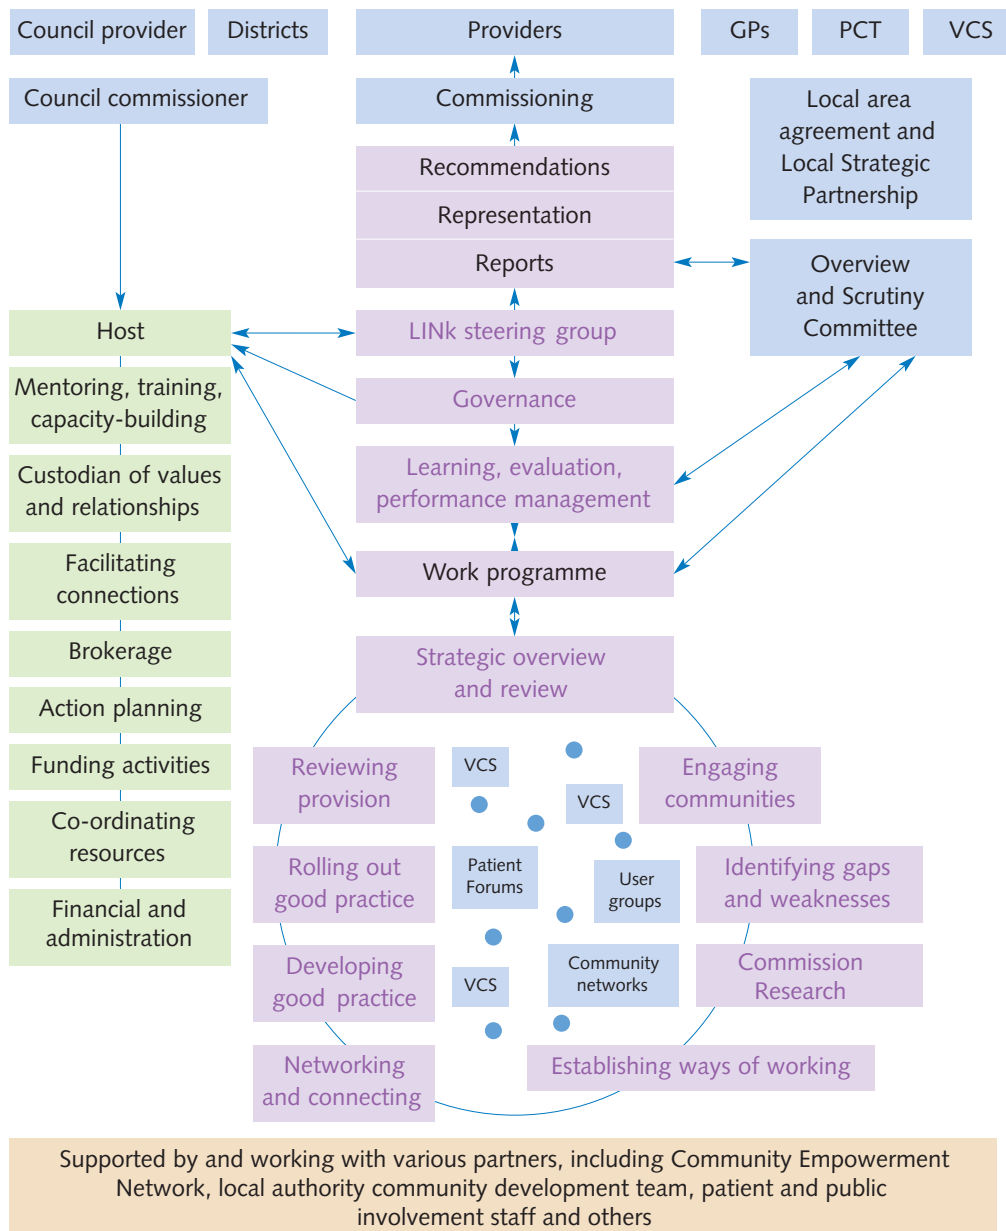 Council provider
Districts
Providers
GPs
PCT
VCS
Council commissioner
Commissioning
Local area
agreement and
Local Strategic
Partnership
Recommendations
Representation
Reports
Overview
and Scrutiny
Committee
Host
LINk steering group
Mentoring, training,
capacity-building
Governance
Custodian of values
and relationships
Learning, evaluation,
performance management
Facilitating
connections
Work programme
Brokerage
Strategic overview
and review
Action planning
Funding activities
Co-ordinating
resources
Financial and
administration
Reviewing
provision
VCS
VCS
Engaging
communities
Rolling out
good practice
Patient
Forums
User
groups
Identifying gaps
and weaknesses
Developing
good practice
VCS
Community
networks
Commission
Research
Networking
and connecting
Establishing ways of working
Supported by and working with various partners, including Community Empowerment
Network, local authority community development team, patient and public
involvement staff and others